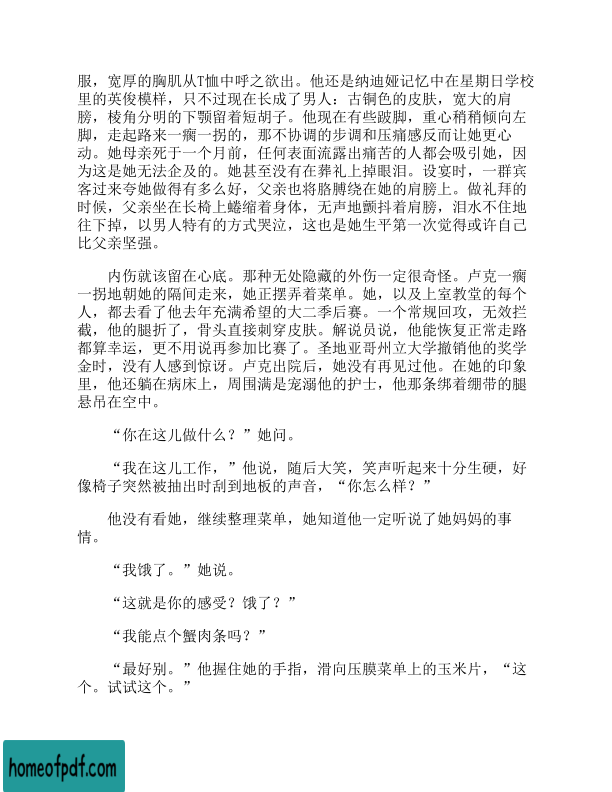 服，宽厚的胸肌从T恤中呼之欲出。他还是纳迪娅记忆中在星期日学校
里的英俊模样，只不过现在长成了男人：古铜色的皮肤，宽大的肩
膀，棱角分明的下颚留着短胡子。他现在有些跛脚，重心稍稍倾向左
脚，走起路来一瘸一拐的，那不协调的步调和压痛感反而让她更心
动。她母亲死于一个月前，任何表面流露出痛苦的人都会吸引她，因
为这是她无法企及的。她甚至没有在葬礼上掉眼泪。设宴时，一群宾
客过来夸她做得有多么好，父亲也将胳膊绕在她的肩膀上。做礼拜的
时候，父亲坐在长椅上蜷缩着身体，无声地颤抖着肩膀，泪水不住地
往下掉，以男人特有的方式哭泣，这也是她生平第一次觉得或许自己
比父亲坚强。
内伤就该留在心底。那种无处隐藏的外伤一定很奇怪。卢克一瘸
一拐地朝她的隔间走来，她正摆弄着菜单。她，以及上室教堂的每个
人，都去看了他去年充满希望的大二季后赛。一个常规回攻，无效拦
截，他的腿折了，骨头直接刺穿皮肤。解说员说，他能恢复正常走路
都算幸运，更不用说再参加比赛了。圣地亚哥州立大学撤销他的奖学
金时，没有人感到惊讶。卢克出院后，她没有再见过他。在她的印象
里，他还躺在病床上，周围满是宠溺他的护士，他那条绑着绷带的腿
悬吊在空中。
“你在这儿做什么？”她问。
“我在这儿工作，”他说，随后大笑，笑声听起来十分生硬，好
像椅子突然被抽出时刮到地板的声音，“你怎么样？”
他没有看她，继续整理菜单，她知道他一定听说了她妈妈的事
情。
“我饿了。”她说。
“这就是你的感受？饿了？”
“我能点个蟹肉条吗？”
“最好别。”他握住她的手指，滑向压膜菜单上的玉米片，“这
个。试试这个。”
homeofpdf.com